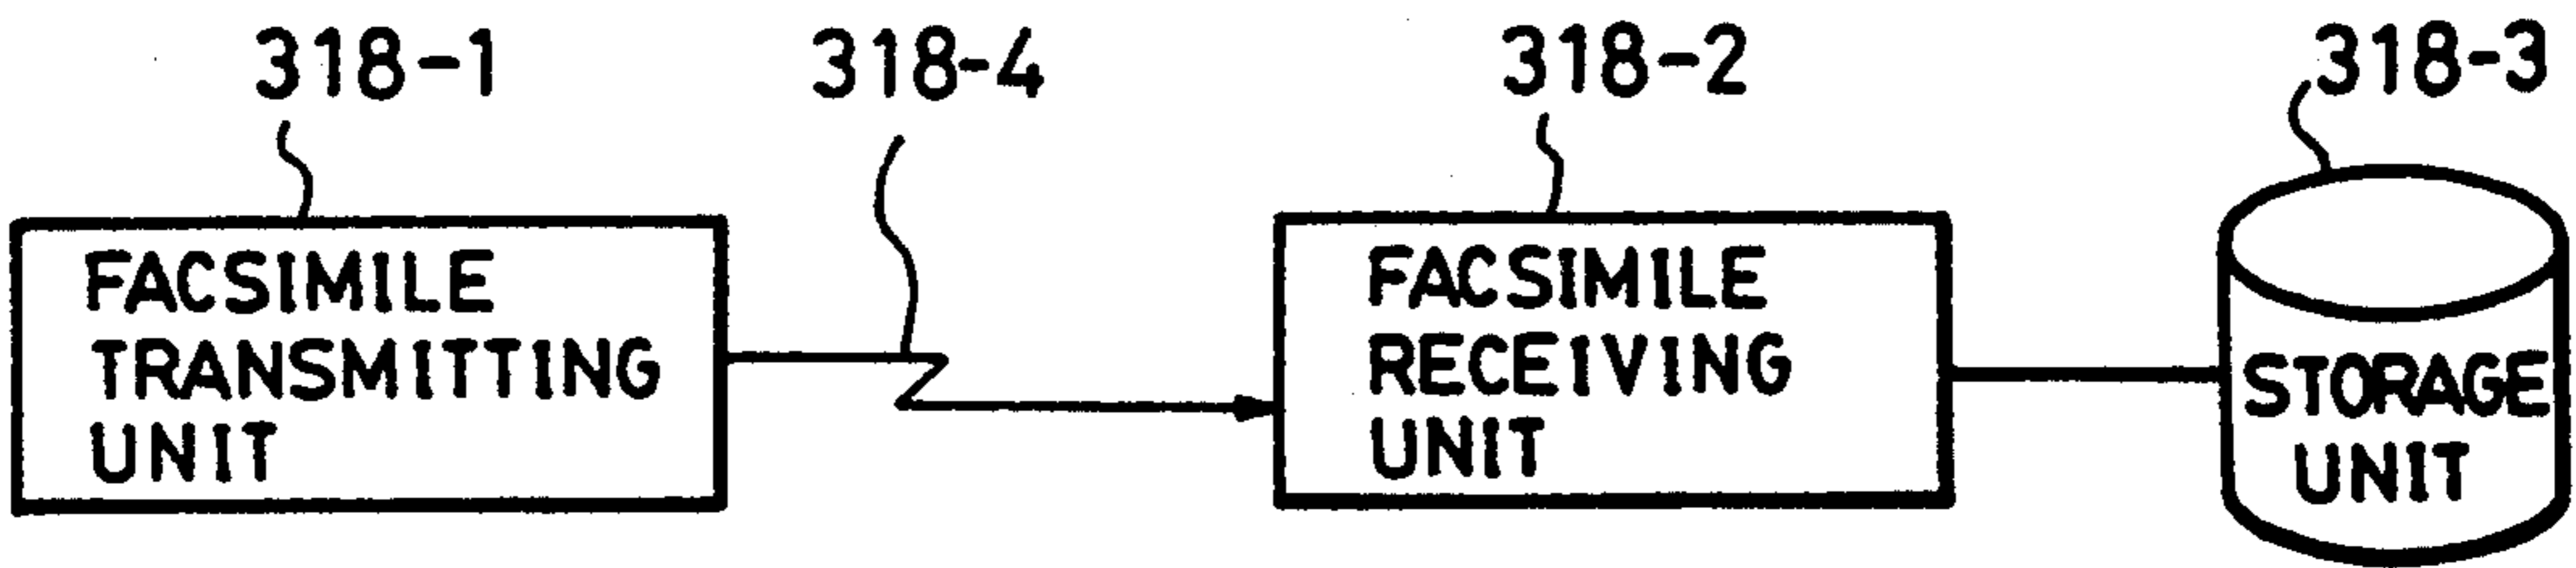 318-1
318-4
318-2
318-3
FACSIMILE
TRANSMITTING
UNIT
FACSIMILE
RECEIVING
UNIT
STORAGE
UNIT